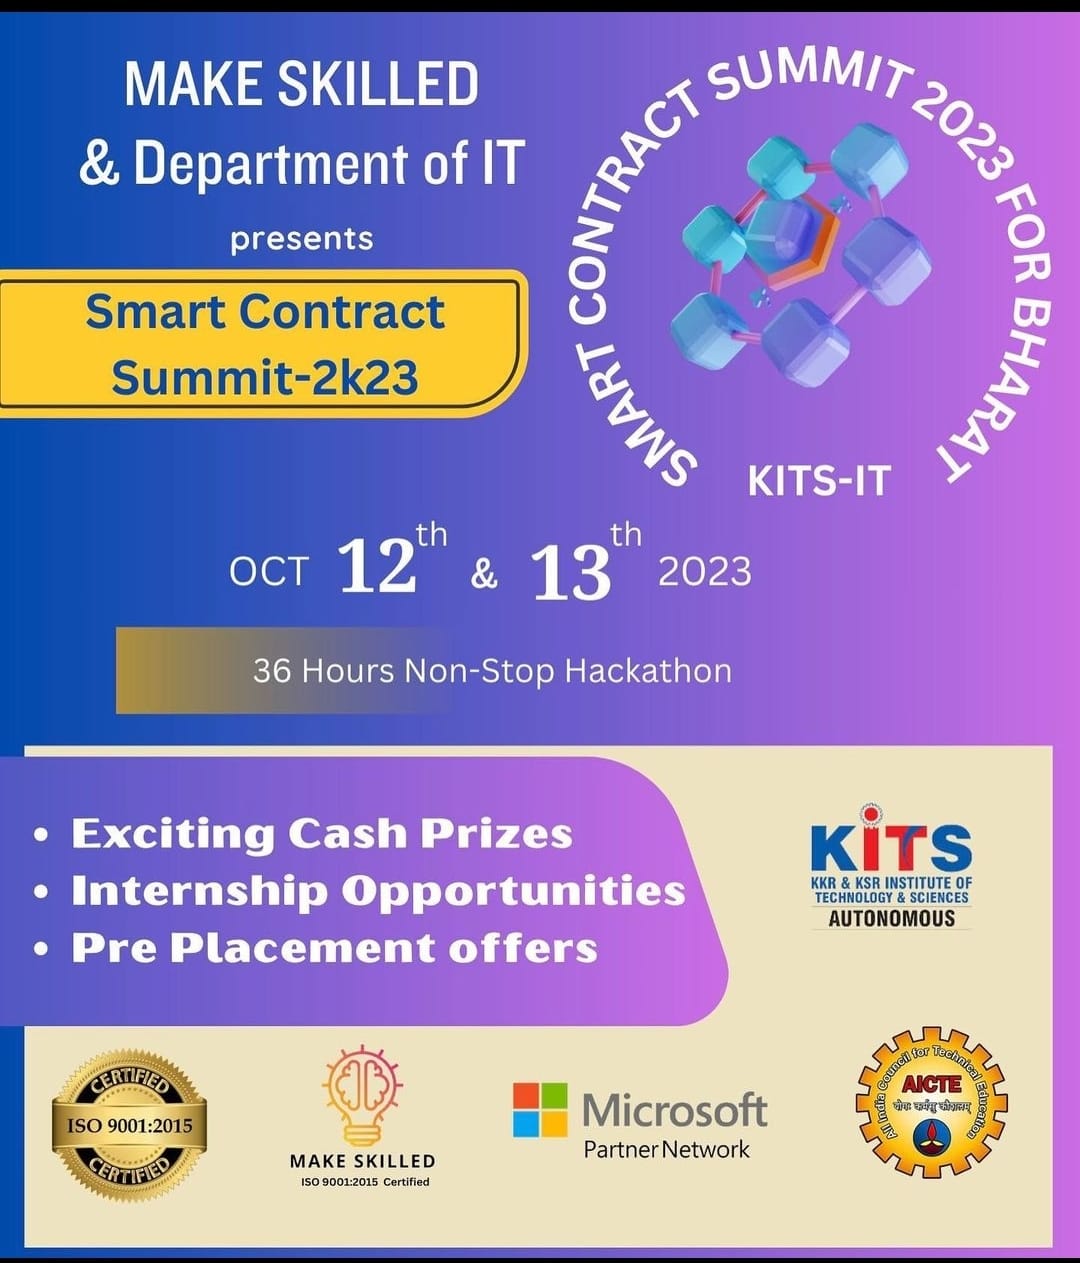 MAKE SKILLED
& Department of IT
presents
Smart Contract
Summit-2k23
SMART CONTRACT SUMMIT 2023 FOR BHARAT
KITS-IT
OCT 12th & 13th 2023
36 Hours Non-Stop Hackathon
• Exciting Cash Prizes
• Internship Opportunities
• Pre Placement offers
KITS
KKR & KSR INSTITUTE OF
TECHNOLOGY & SCIENCES
AUTONOMOUS
CERTIFIED
ISO 9001:2015
CERTIFIED
MAKE SKILLED
ISO 9001:2015 Certified
Microsoft
Partner Network
All India Council for Technical Education
AICTE
योगः कर्मसु कौशलम्